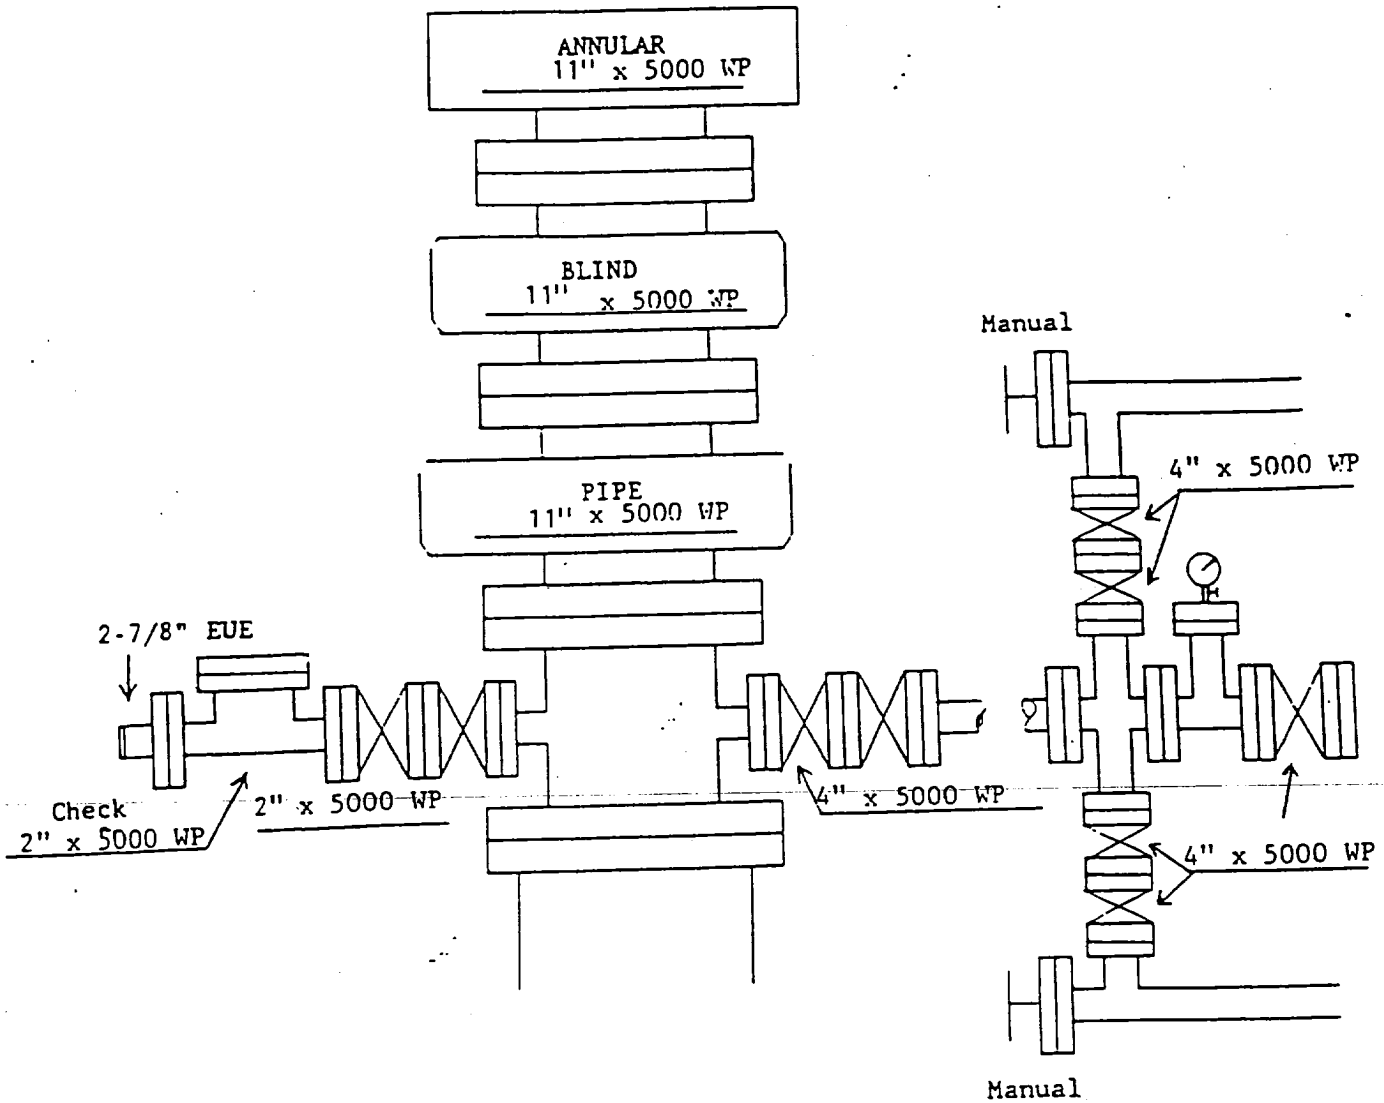 ANNULAR
11" x 5000 WP
BLIND
11" x 5000 WP
Manual
4" x 5000 WP
PIPE
11" x 5000 WP
2-7/8" EUE
Check
2" x 5000 WP
2" x 5000 WP
4" x 5000 WP
4" x 5000 WP
Manual